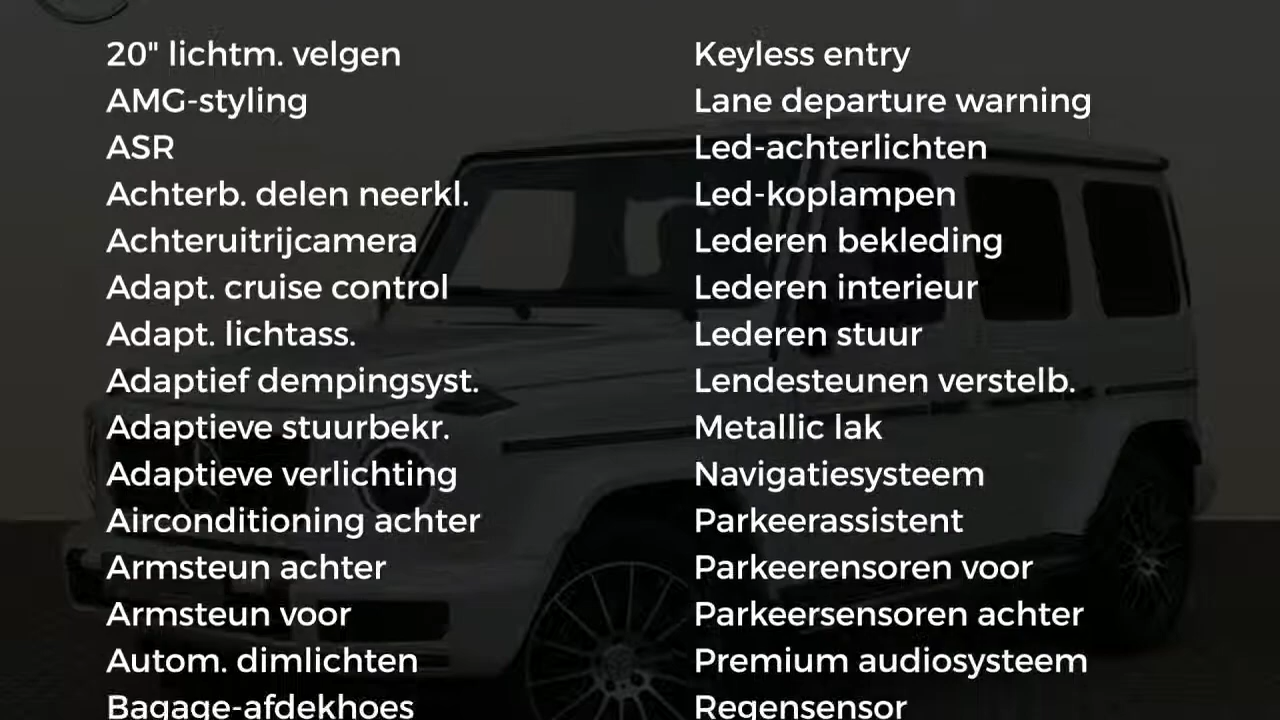 20" lichtm. velgen
AMG-styling
ASR
Achterb. delen neerkl.
Achteruitrijcamera
Adapt. cruise control
Adapt. lichtass.
Adaptief dempingsyst.
Adaptieve stuurbekr.
Adaptieve verlichting
Airconditioning achter
Armsteun achter
Armsteun voor
Autom. dimlichten
Bagage-afdekhoes
Keyless entry
Lane departure warning
Led-achterlichten
Led-koplampen
Lederen bekleding
Lederen interieur
Lederen stuur
Lendesteunen verstelb.
Metallic lak
Navigatiesysteem
Parkeerassistent
Parkeerensoren voor
Parkeersensoren achter
Premium audiosysteem
Regensensor